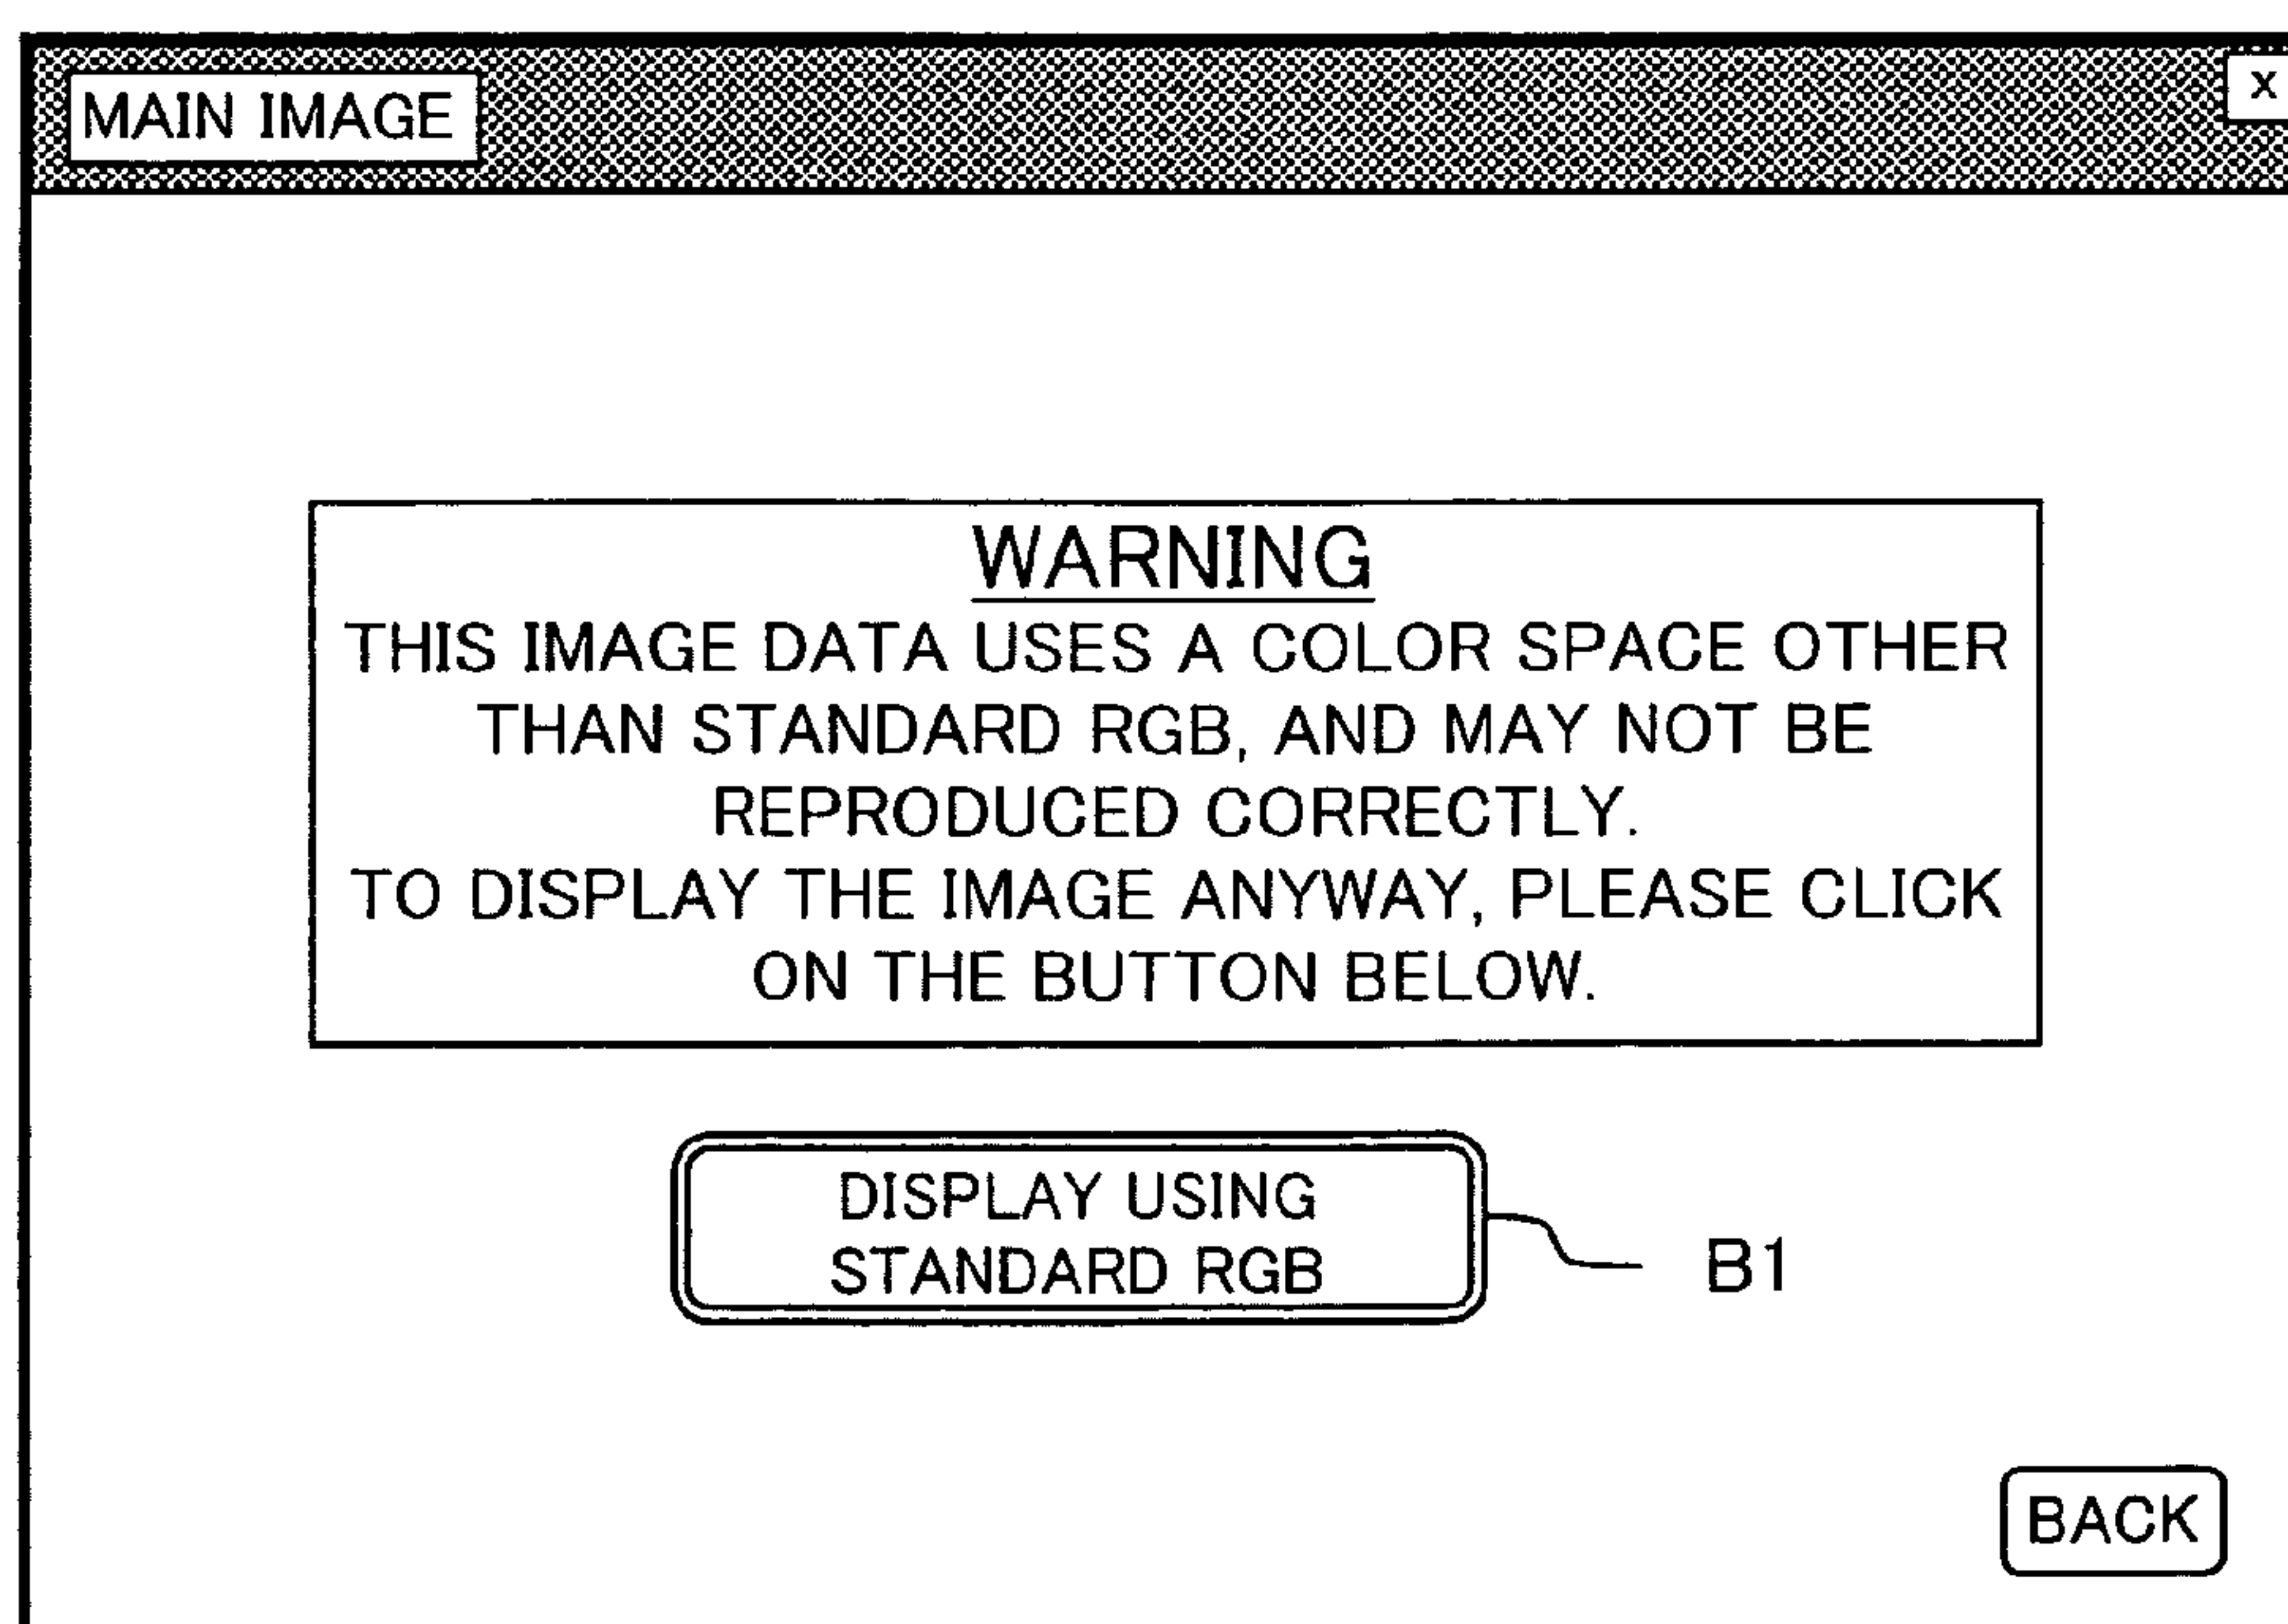 MAIN IMAGE
x
WARNING
THIS IMAGE DATA USES A COLOR SPACE OTHER
THAN STANDARD RGB, AND MAY NOT BE
REPRODUCED CORRECTLY.
TO DISPLAY THE IMAGE ANYWAY, PLEASE CLICK
ON THE BUTTON BELOW.
DISPLAY USING
STANDARD RGB
B1
BACK